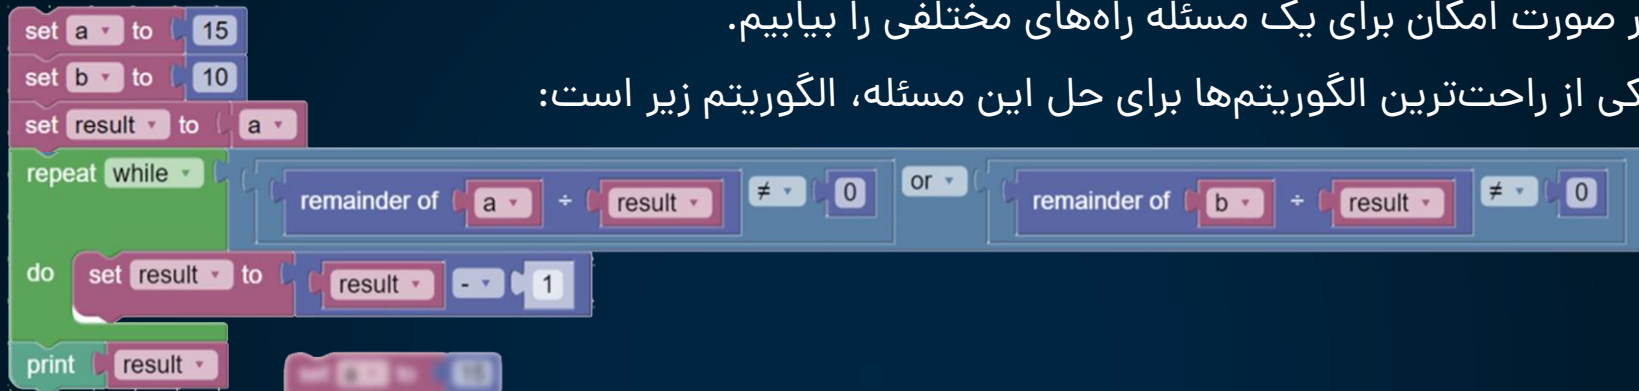 ر صورت امکان برای یک مسئله راه‌های مختلفی را بیابیم.
کی از راحت‌ترین الگوریتم‌ها برای حل این مسئله، الگوریتم زیر است:
set a to 15
set b to 10
set result to a
repeat while remainder of a ÷ result ≠ 0 or remainder of b ÷ result ≠ 0
do set result to result - 1
print result